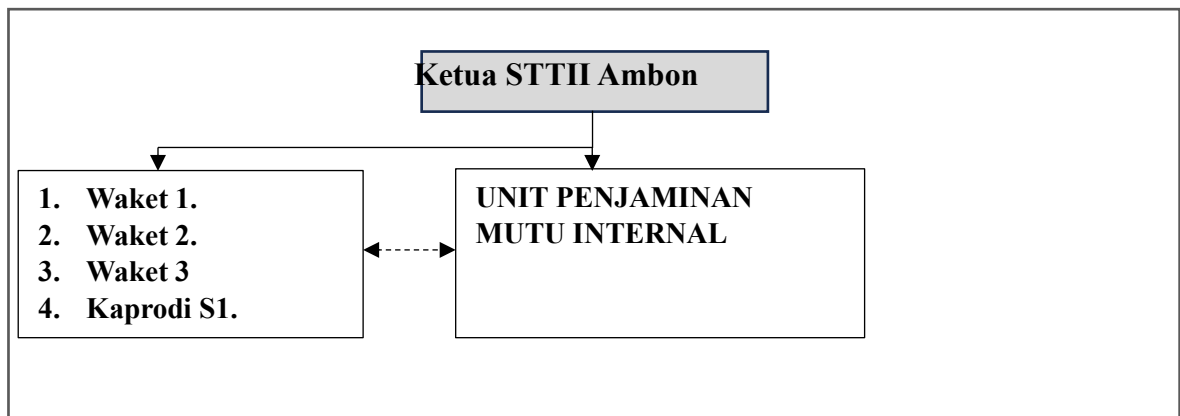 Ketua STTII Ambon
1. Waket 1.
2. Waket 2.
3. Waket 3
4. Kaprodi S1.
UNIT PENJAMINAN
MUTU INTERNAL